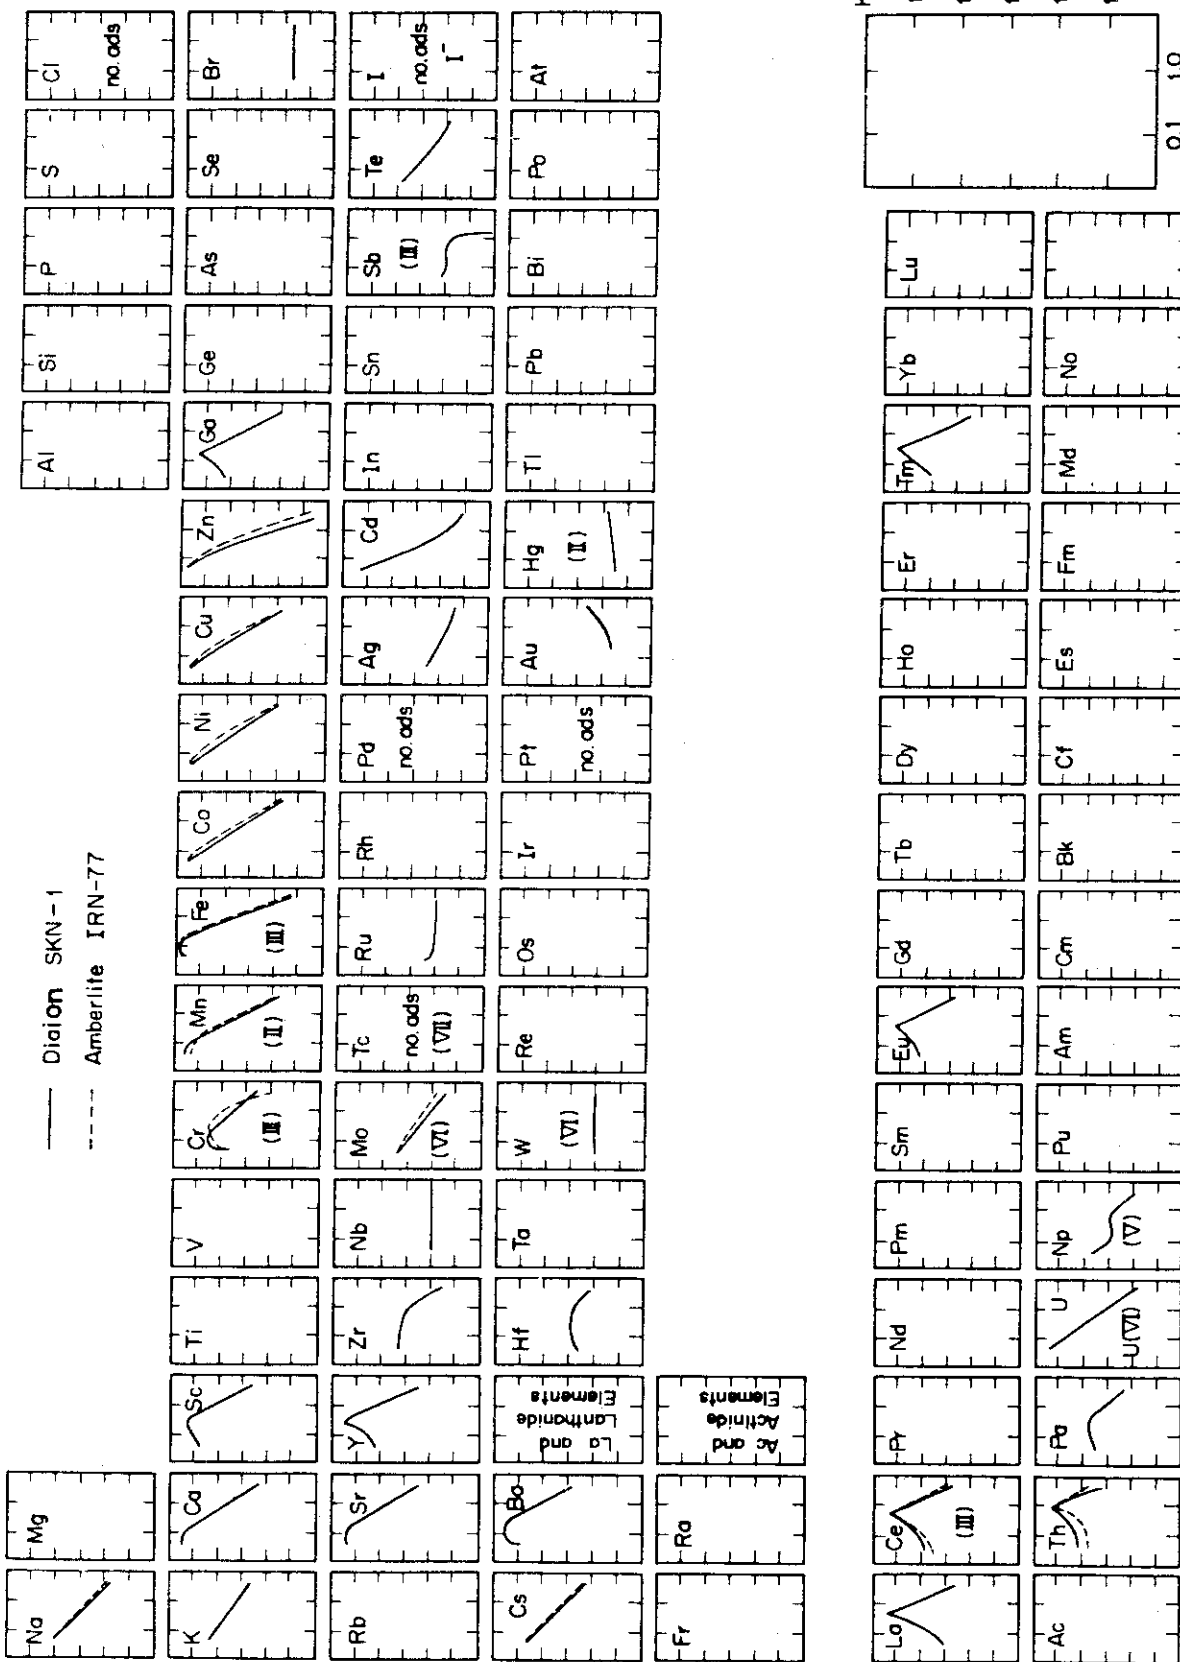 —— Diaion SKN-1
---- Amberlite IRN-77
Na
Mg
Al
Si
P
S
Cl
no. ads
K
Ca
Sc
Ti
V
Cr
(III)
Mn
(II)
Fe
(III)
Co
Ni
Cu
Zn
Ga
Ge
As
Se
Br
Rb
Sr
Y
Zr
Nb
Mo
(VI)
Tc
no. ads
(VII)
Ru
Rh
Pd
no. ads
Ag
Cd
In
Sn
Sb
(III)
Te
I
no. ads
I⁻
Cs
Ba
La and
Lanthanide
Elements
Hf
Ta
W
(VI)
Re
Os
Ir
Pt
no. ads
Au
Hg
(II)
Tl
Pb
Bi
Po
At
Fr
Ra
Ac and
Actinide
Elements
La
Ce
(III)
Pr
Nd
Pm
Sm
Eu
Gd
Tb
Dy
Ho
Er
Tm
Yb
Lu
Ac
Th
Pa
U
U(VI)
Np
(V)
Pu
Am
Cm
Bk
Cf
Es
Fm
Md
No
0.1 1.0